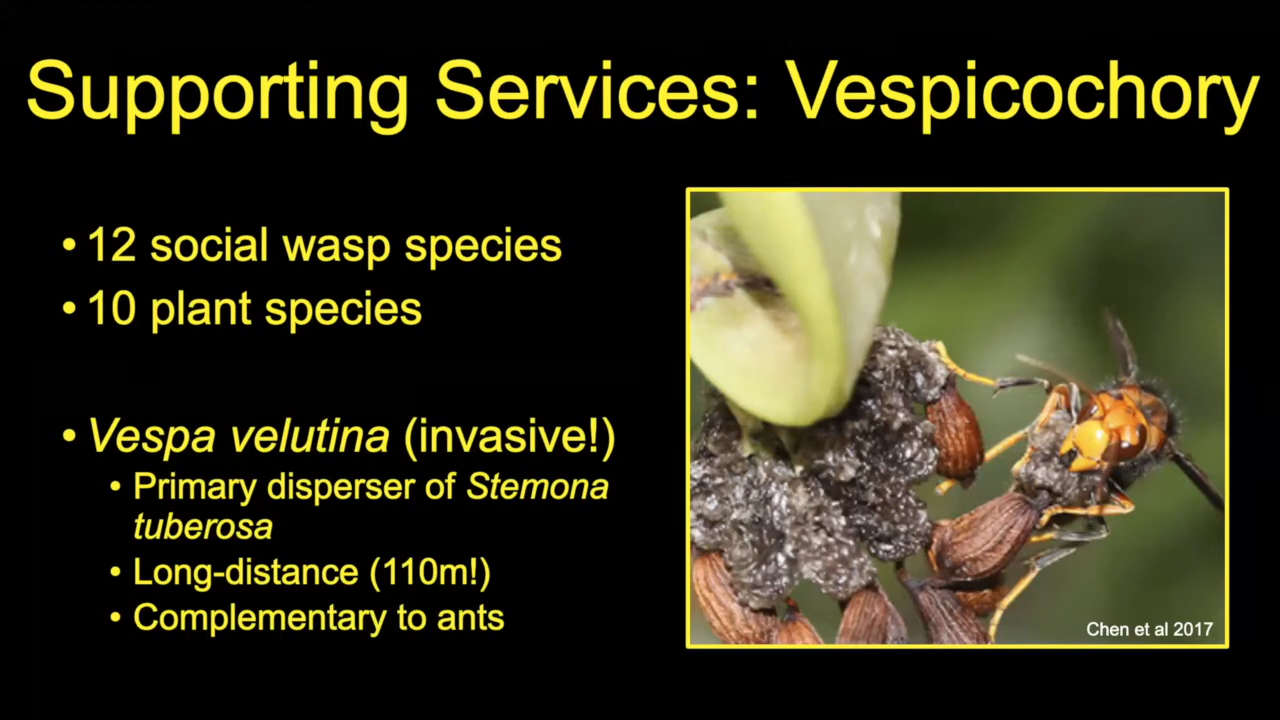 Supporting Services: Vespicochory
• 12 social wasp species
• 10 plant species
• Vespa velutina (invasive!)
• Primary disperser of Stemona
tuberosa
• Long-distance (110m!)
• Complementary to ants
Chen et al 2017